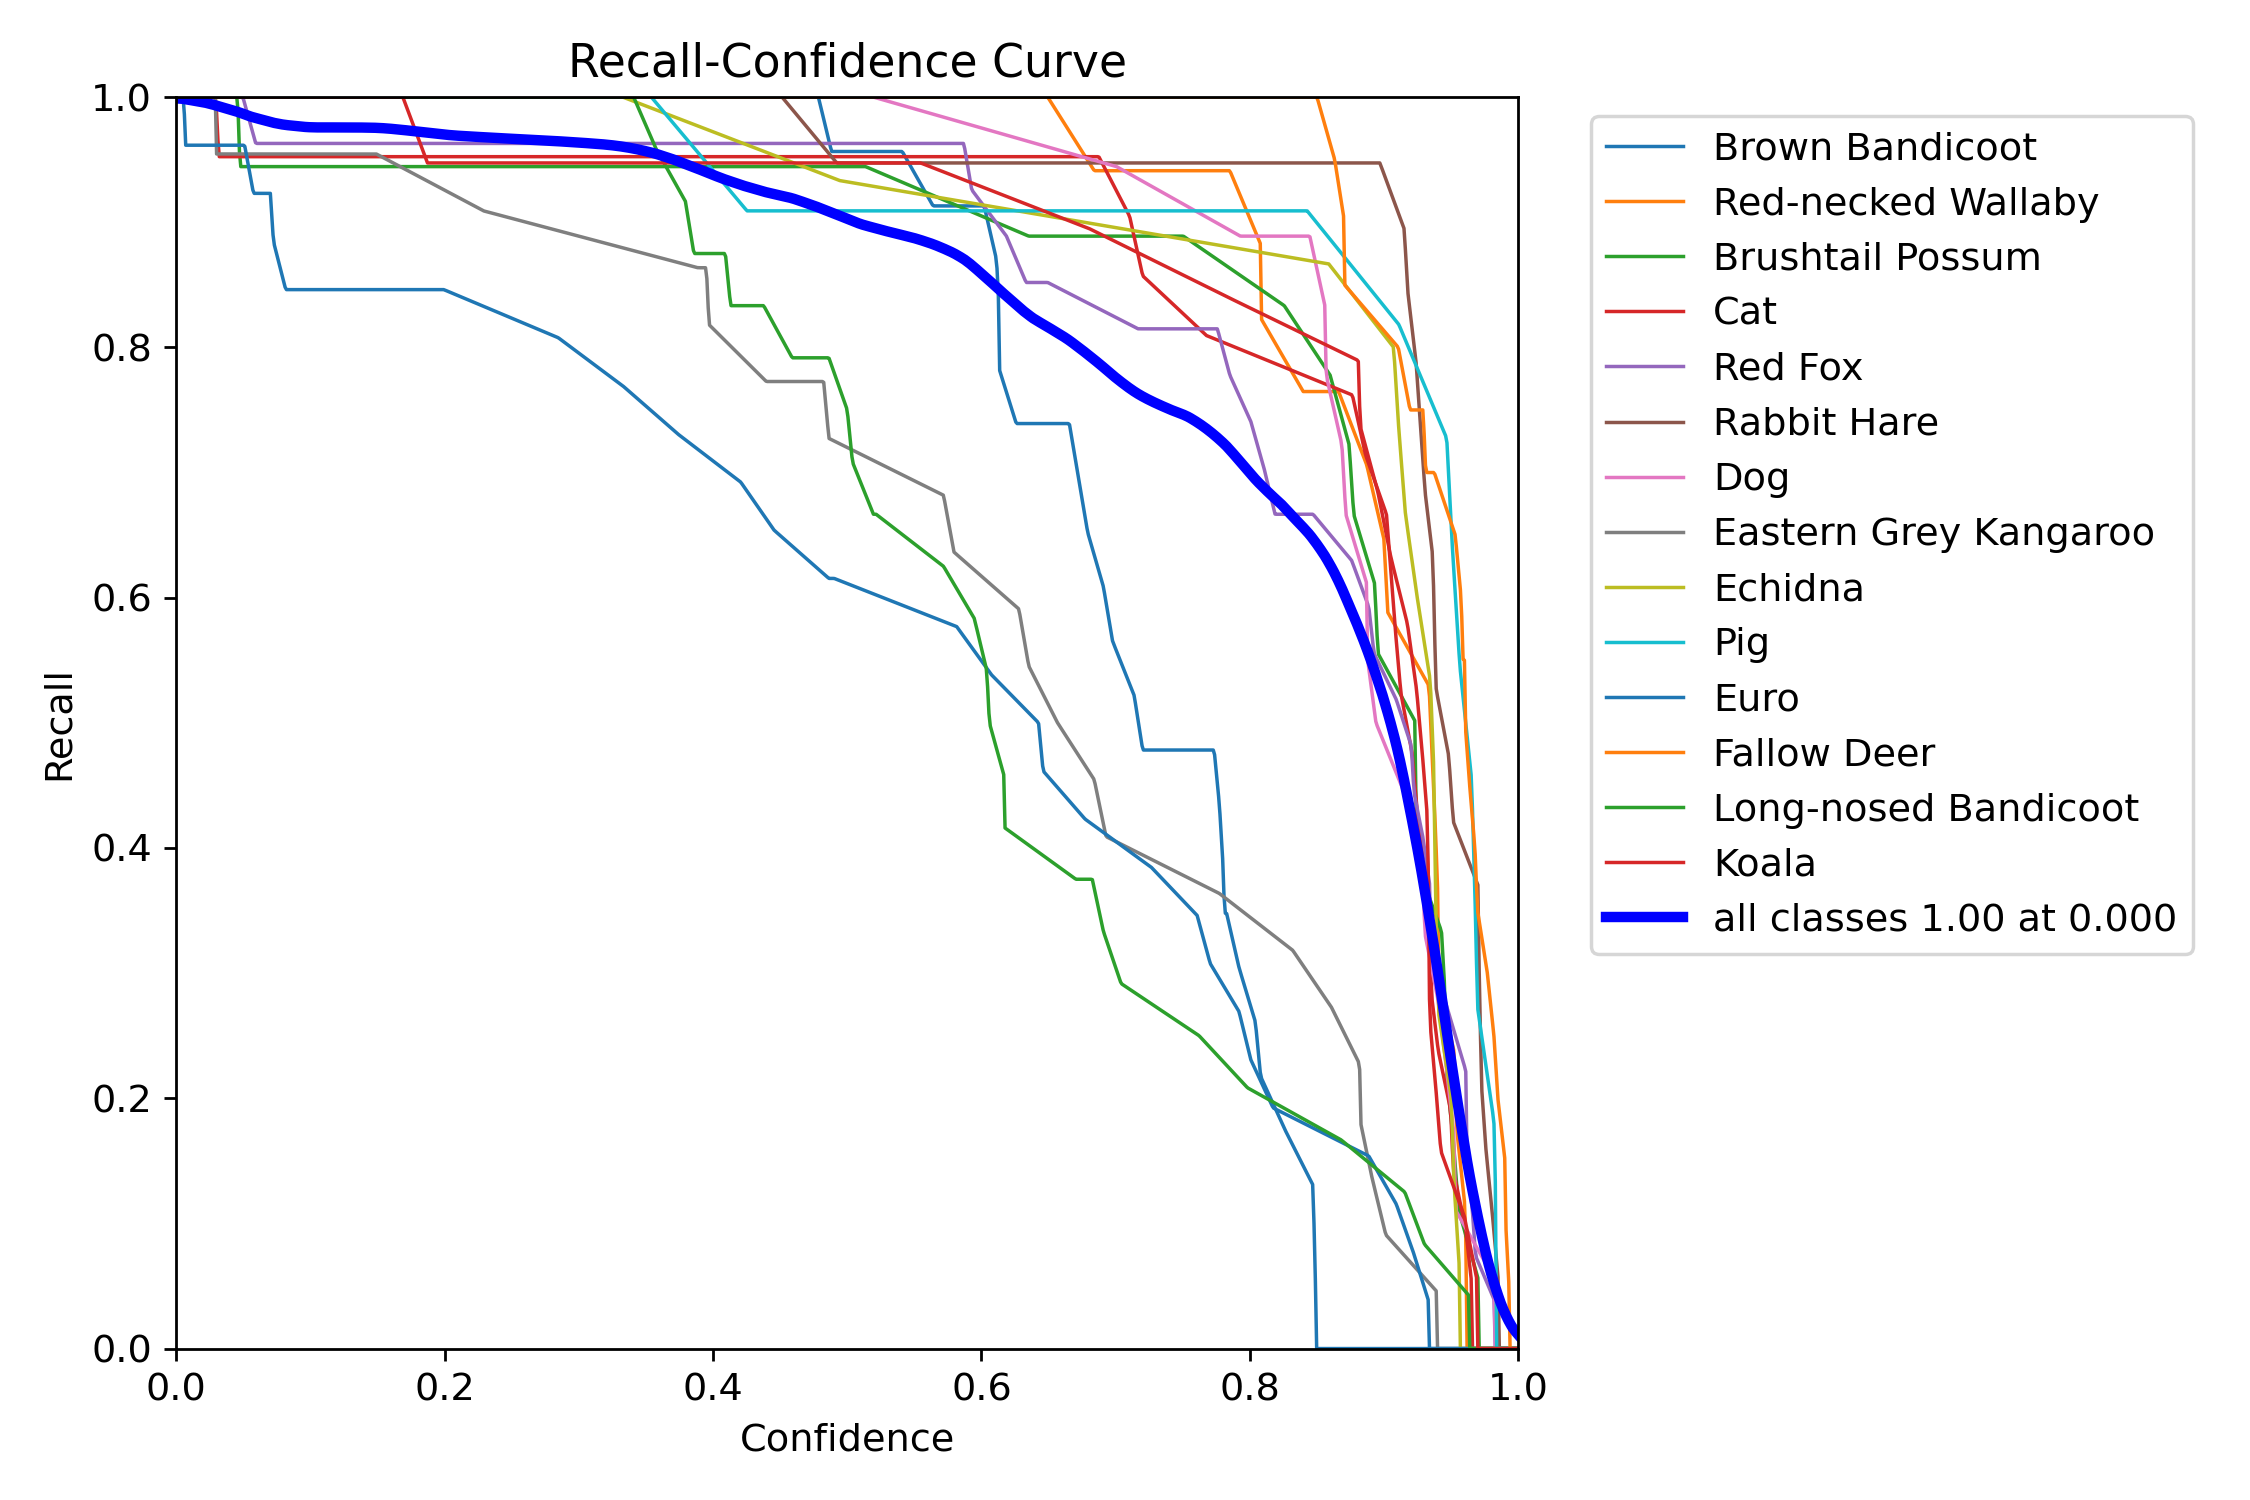 Recall-Confidence Curve
1.0
0.8
0.6
0.4
0.2
0.0
Recall
0.0 0.2 0.4 0.6 0.8 1.0
Confidence
Brown Bandicoot
Red-necked Wallaby
Brushtail Possum
Cat
Red Fox
Rabbit Hare
Dog
Eastern Grey Kangaroo
Echidna
Pig
Euro
Fallow Deer
Long-nosed Bandicoot
Koala
all classes 1.00 at 0.000